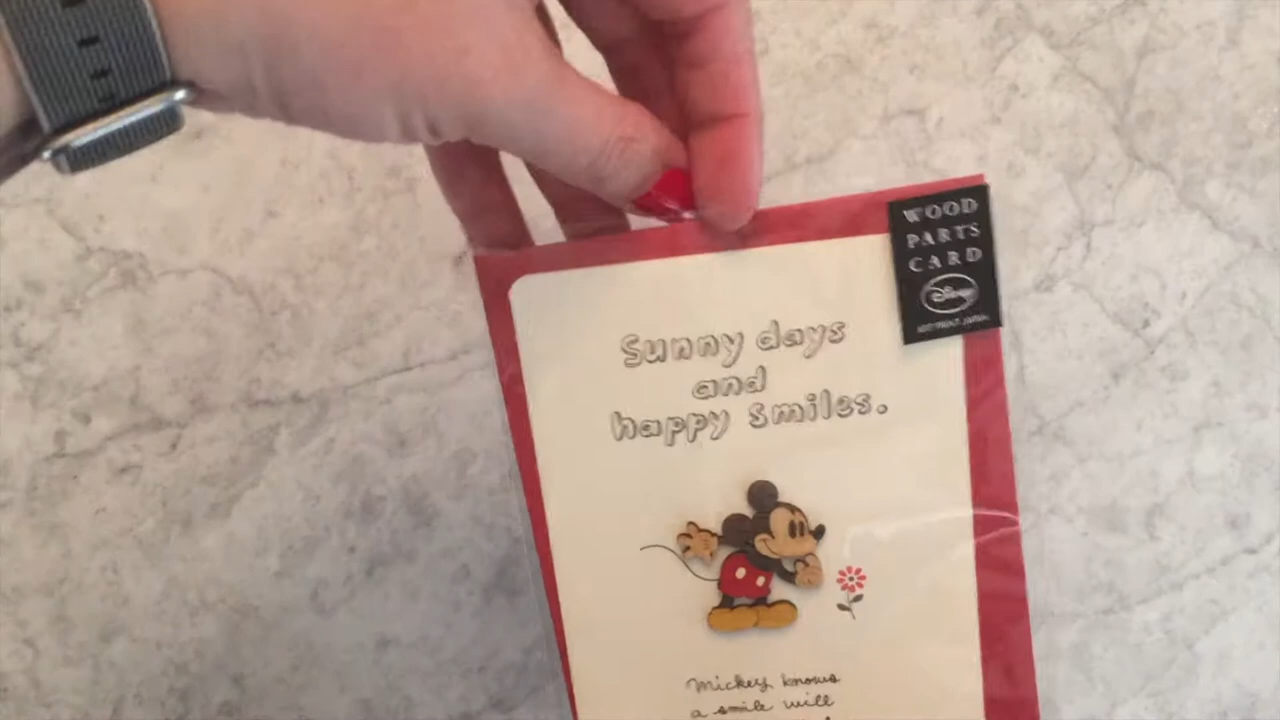 WOOD
PARTS
CARD
Disney
Sunny days
and
happy smiles.
Mickey knows
a smile will